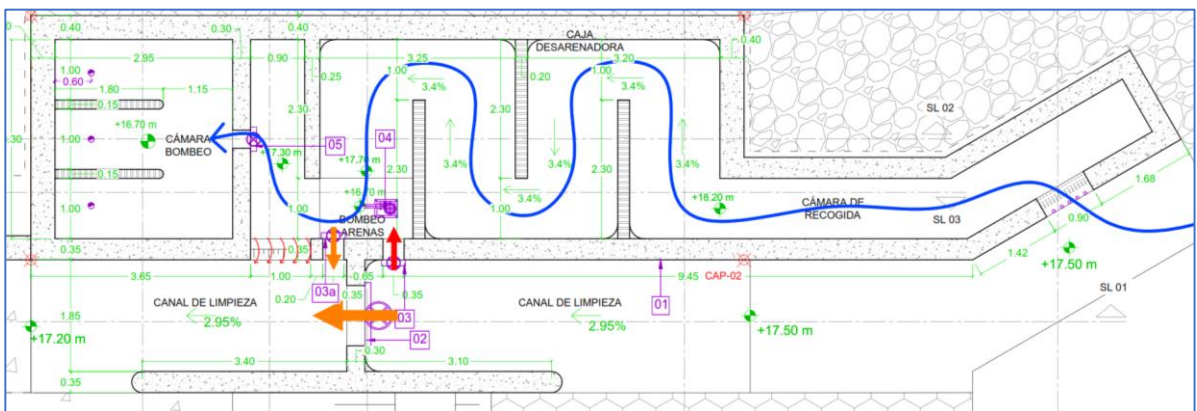 0.40
0.30
0.40
0.40
2.95
0.90
3.25
CAJA
DESARENADORA
3.20
0.40
1.00
0.60
0.25
1.00
0.20
1.00
3.4%
3.4%
1.80
1.15
0.15
2.30
2.30
SL 02
+16.70 m
1.00
CÁMARA
BOMBEO
05
04
+17.30 m
+17.70 m
2.30
3.4%
3.4%
3.4%
3.4%
0.15
3.4%
1.68
1.00
1.00
1.00
+18.20 m
CÁMARA DE
RECOGIDA
SL 03
0.90
BOMBEO
ARENAS
1.42
0.35
0.35
+17.50 m
3.65
1.00
0.65
9.45
CAP-02
0.20
03a
0.35
0.35
01
SL 01
CANAL DE LIMPIEZA
03
CANAL DE LIMPIEZA
1.85
2.95%
2.95%
+17.20 m
02
+17.50 m
0.30
3.40
3.10
0.35